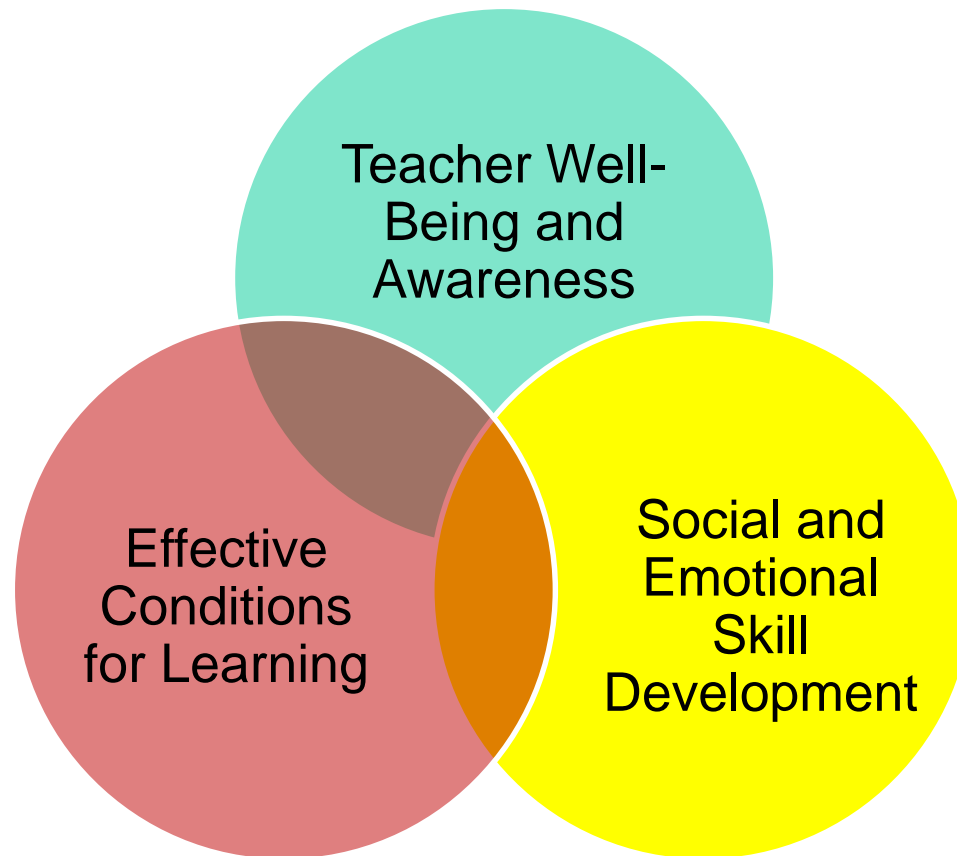 Teacher Well-
Being and
Awareness
Effective
Conditions
for Learning
Social and
Emotional
Skill
Development